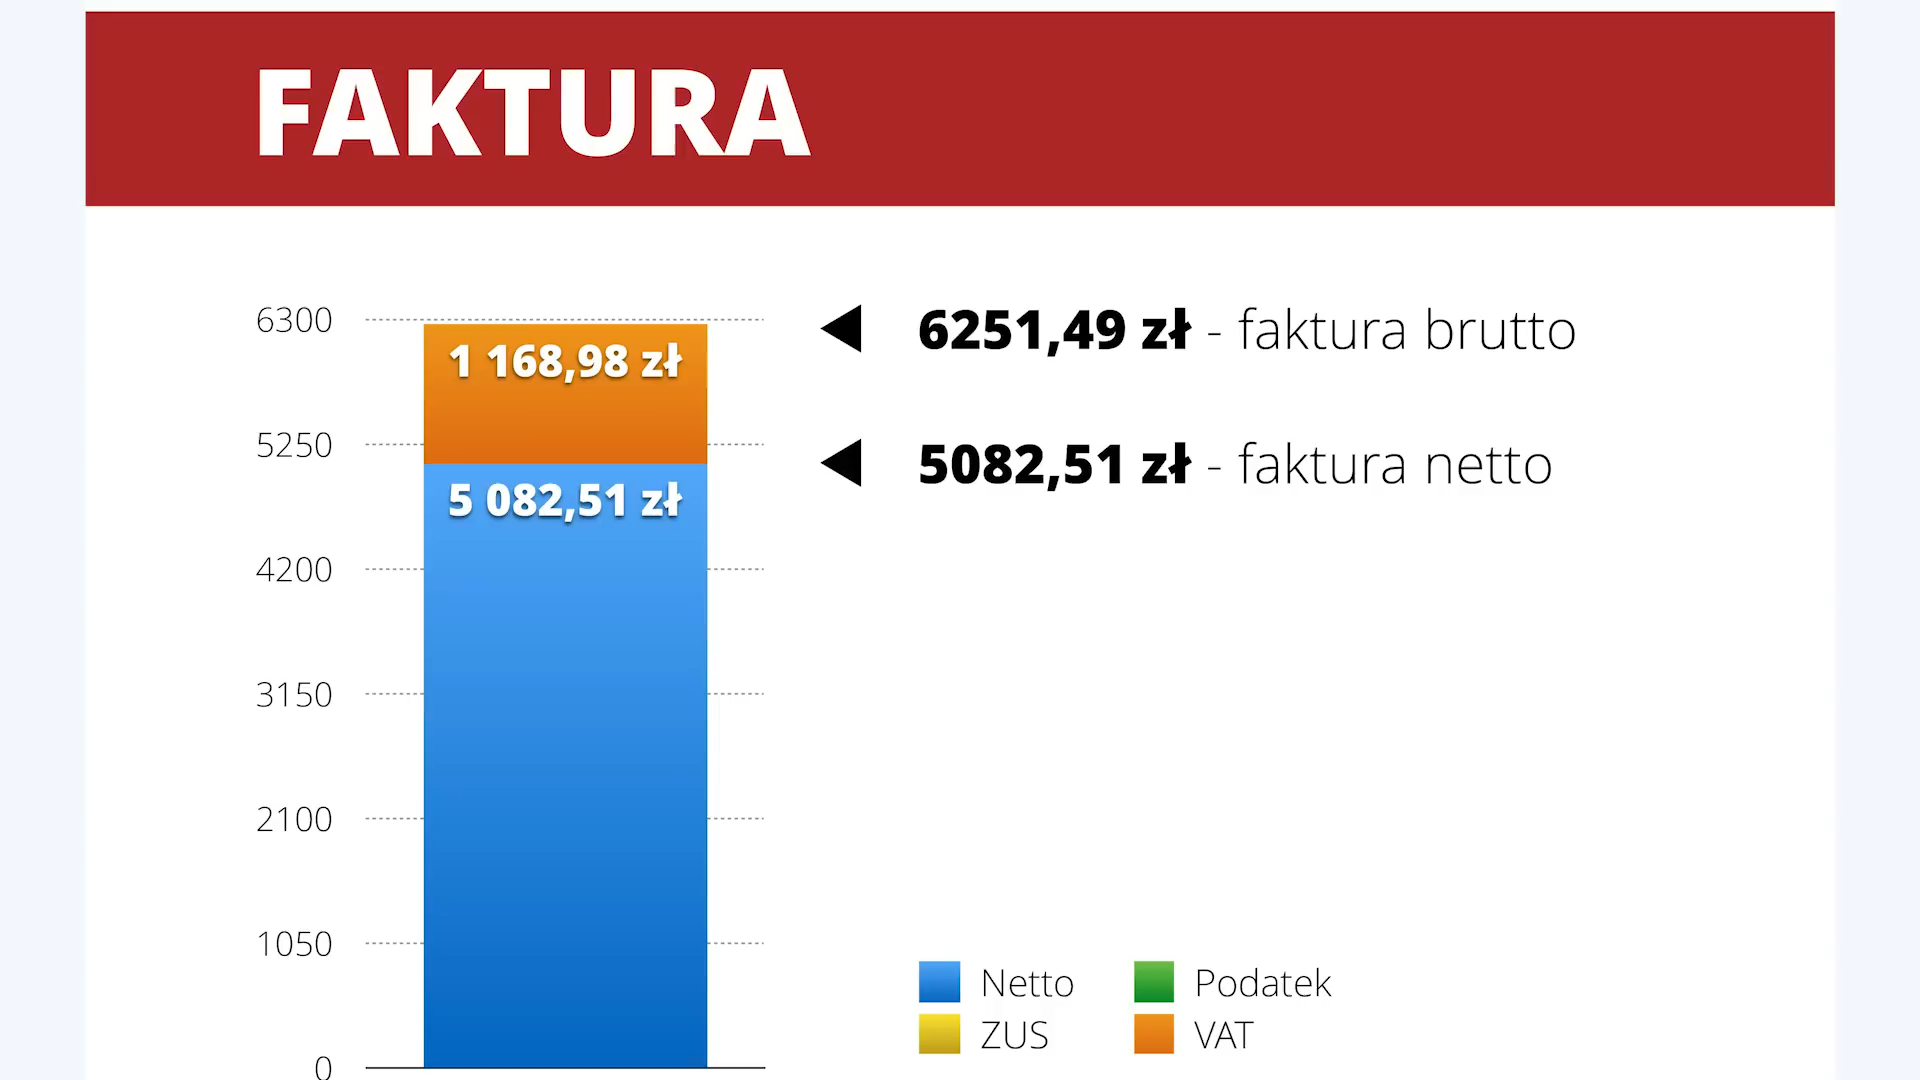 FAKTURA
6300
1 168,98 zł
6251,49 zł - faktura brutto
5250
5082,51 zł - faktura netto
5 082,51 zł
4200
3150
2100
1050
0
Netto
Podatek
ZUS
VAT